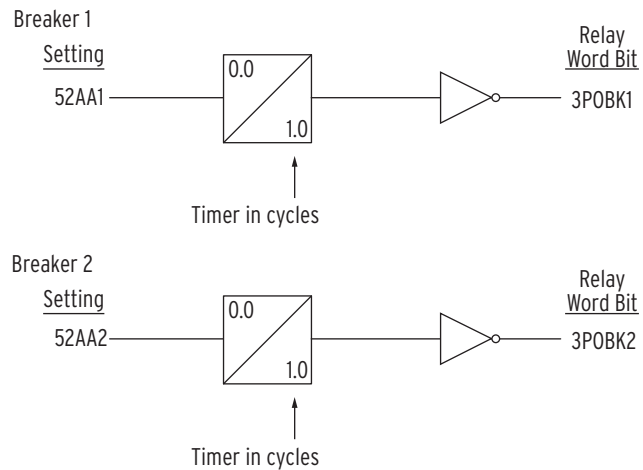 Breaker 1
Setting
Relay
Word Bit
52AA1
0.0
1.0
3POBK1
Timer in cycles
Breaker 2
Setting
Relay
Word Bit
52AA2
0.0
1.0
3POBK2
Timer in cycles